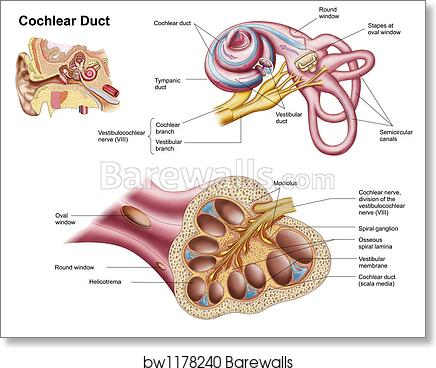 Cochlear Duct
Cochlear duct
Round
window
Stapes at
oval window
Tympanic
duct
Vestibular
duct
Cochlear
branch
Vestibulocochlear
nerve (VIII)
Vestibular
branch
Semicircular
canals
Barewalls.com
Modiolus
Cochlear nerve,
division of the
vestibulocochlear
nerve (VIII)
Oval
window
Spiral ganglion
Osseous
spiral lamina
Vestibular
membrane
Round window
Helicotrema
Cochlear duct
(scala media)
bw1178240 Barewalls